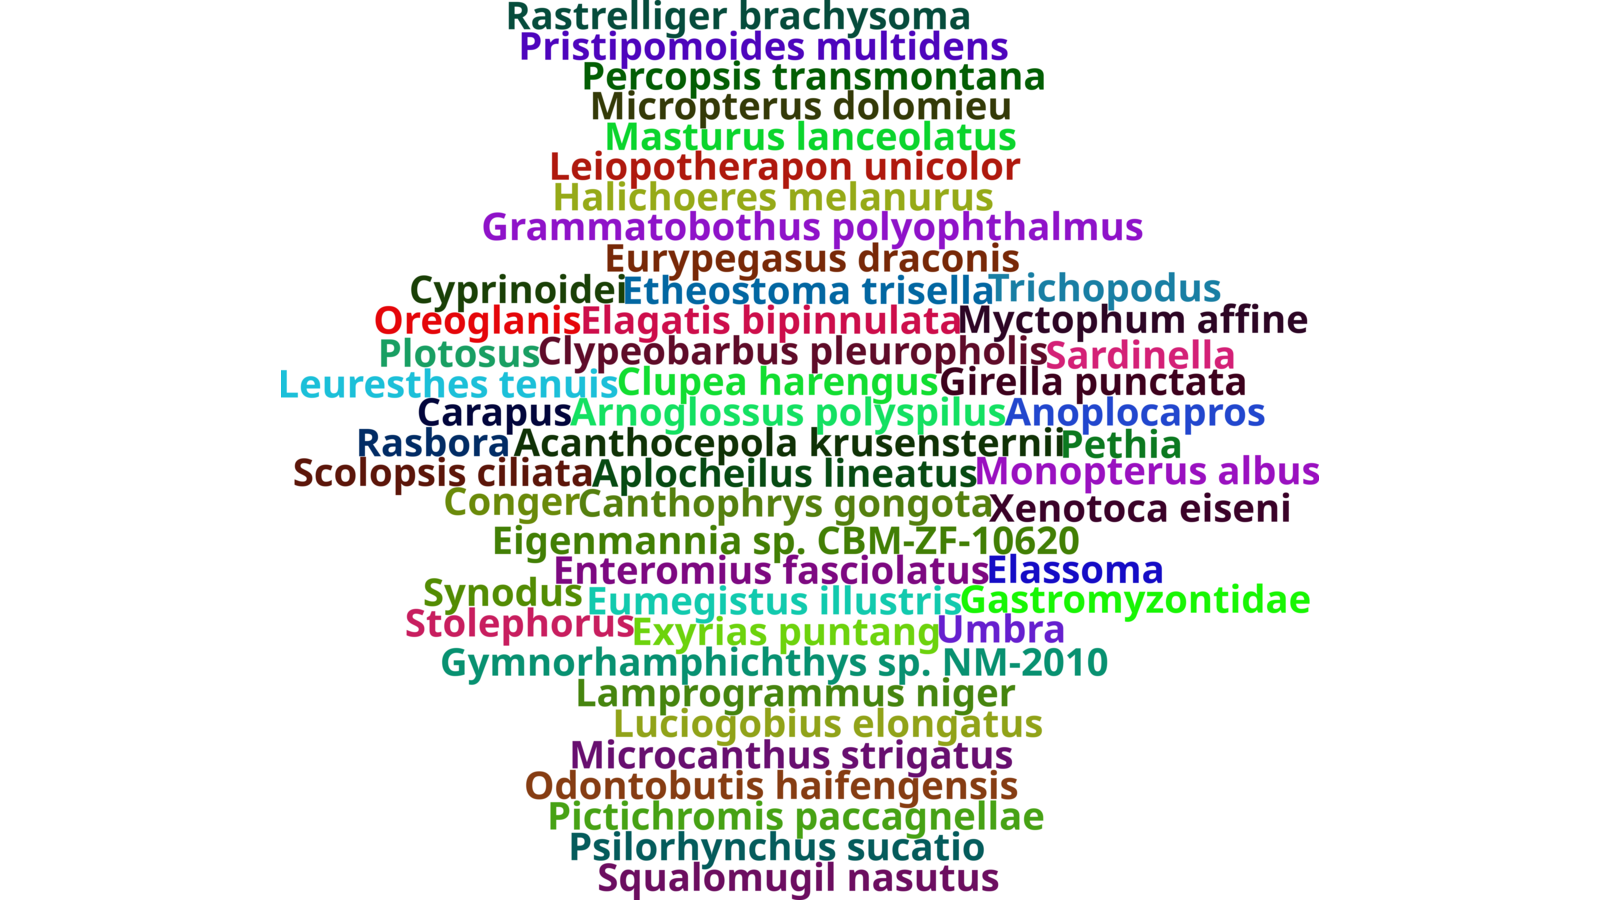 Rastrelliger brachysoma
Pristipomoides multidens
Percopsis transmontana
Micropterus dolomieu
Masturus lanceolatus
Leiopotherapon unicolor
Halichoeres melanurus
Grammatobothus polyophthalmus
Eurypegasus draconis
Cyprinoidei Etheostoma trisella Trichopodus
Oreoglanis Elagatis bipinnulata Myctophum affine
Plotosus Clypeobarbus pleuropholis Sardinella
Leuresthes tenuis Clupea harengus Girella punctata
Carapus Arnoglossus polyspilus Anoplocapros
Rasbora Acanthocepola krusensternii Pethia
Scolopsis ciliata Aplocheilus lineatus Monopterus albus
Conger Canthophrys gongota Xenotoca eiseni
Eigenmannia sp. CBM-ZF-10620
Enteromius fasciolatus Elassoma
Synodus Eumegistus illustris Gastromyzontidae
Stolephorus Exyrias puntang Umbra
Gymnorhamphichthys sp. NM-2010
Lamprogrammus niger
Luciogobius elongatus
Microcanthus strigatus
Odontobutis haifengensis
Pictichromis paccagnellae
Psilorhynchus sucatio
Squalomugil nasutus